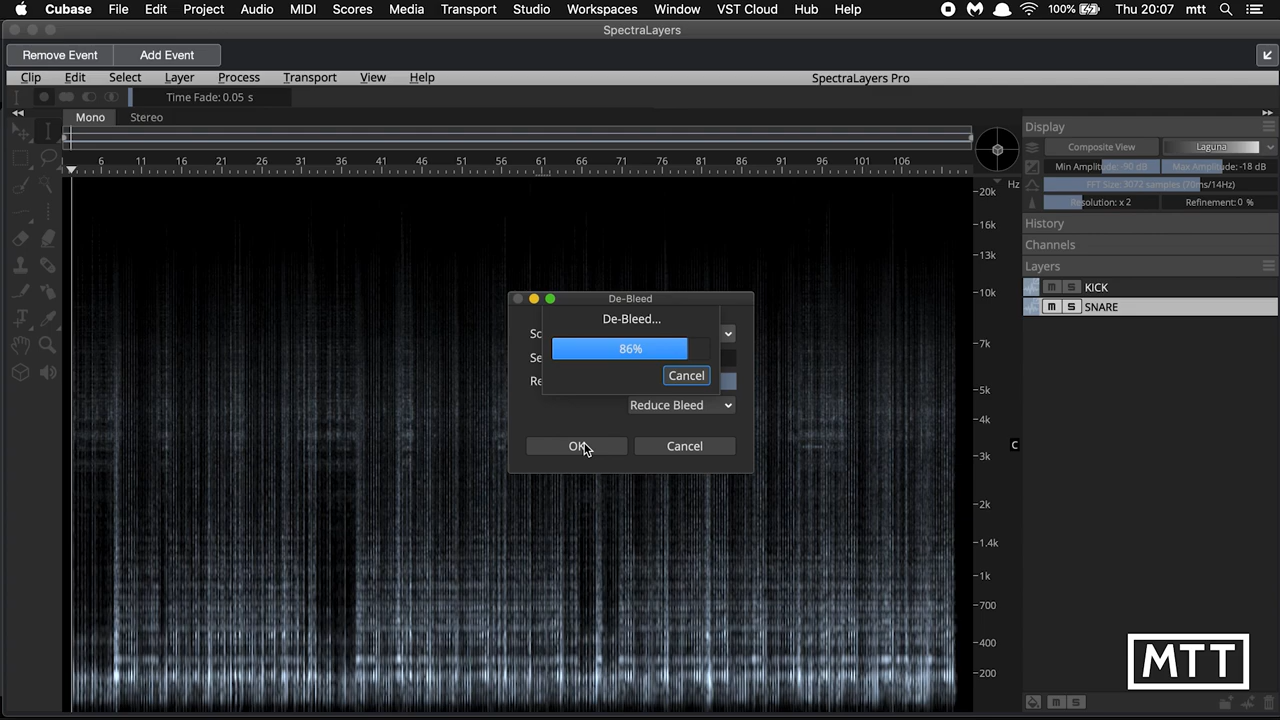 Cubase File Edit Project Audio MIDI Scores Media Transport Studio Workspaces Window VST Cloud Hub Help 100% Thu 20:07 mtt
SpectraLayers
Remove Event Add Event
Clip Edit Select Layer Process Transport View Help SpectraLayers Pro
Time Fade: 0.05 s
Mono Stereo
6 11 16 21 26 31 36 41 46 51 56 61 66 71 76 81 86 91 96 101 106
Hz
20k
16k
13k
10k
7k
5k
4k
3k
2k
1.4k
1k
700
400
200
C
Display
Composite View Laguna
Min Amplitude: -90 dB Max Amplitude: -18 dB
FFT Size: 3072 samples (70ms/14Hz)
Resolution: x 2 Refinement: 0 %
History
Channels
Layers
M S KICK
M S SNARE
De-Bleed
De-Bleed...
86%
Cancel
So
Se
Re
Reduce Bleed
OK Cancel
MTT
M S